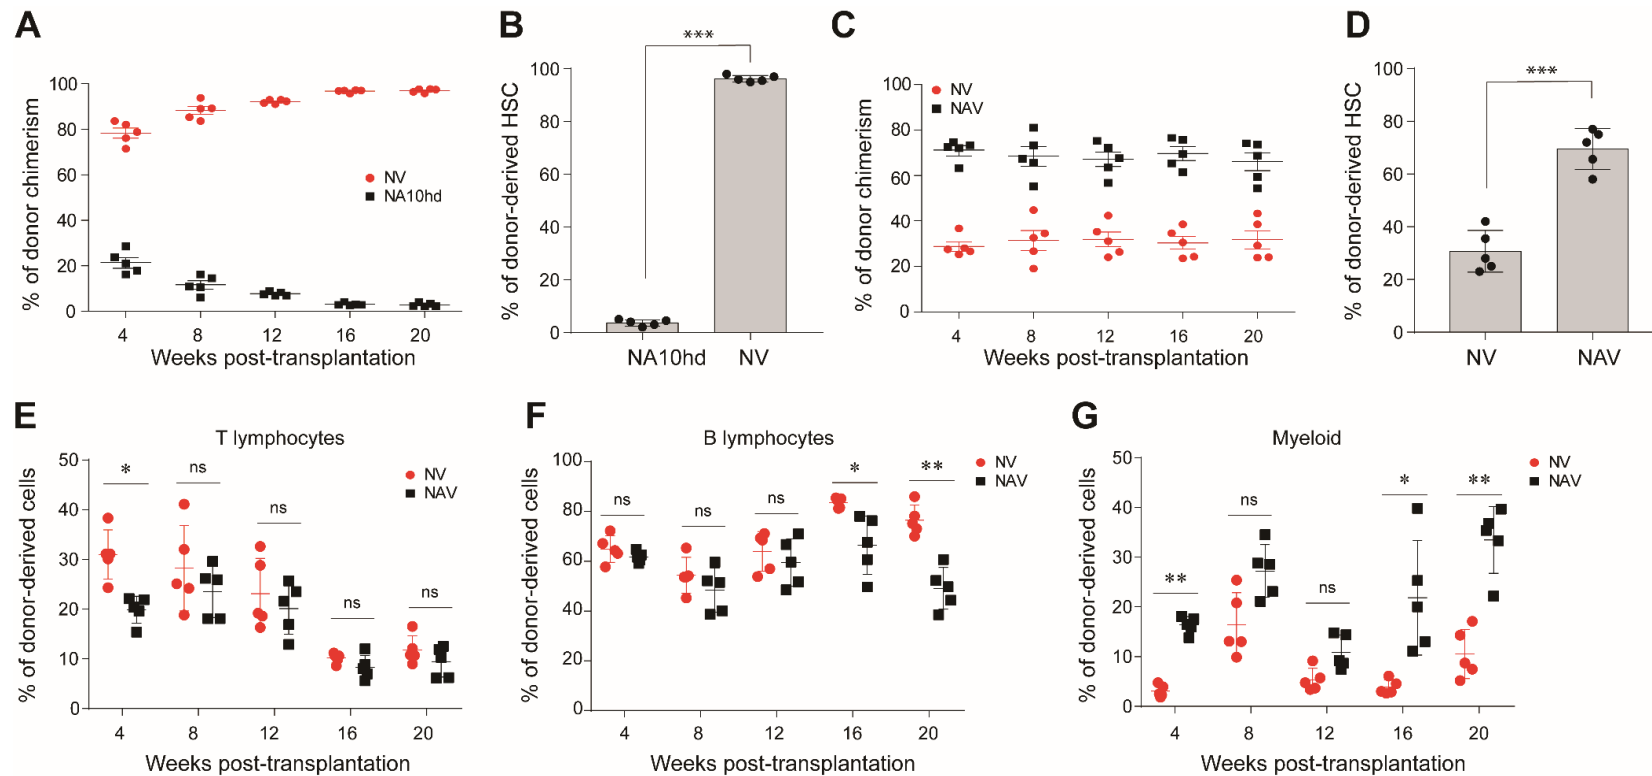 A
% of donor chimerism
100
80
60
40
20
0
NV
NA10hd
4 8 12 16 20
Weeks post-transplantation
B
% of donor-derived HSC
100
80
60
40
20
0
***
NA10hd NV
C
% of donor chimerism
100
80
60
40
20
0
NV
NAV
4 8 12 16 20
Weeks post-transplantation
D
% of donor-derived HSC
100
80
60
40
20
0
***
NV NAV
E
T lymphocytes
% of donor-derived cells
50
40
30
20
10
0
* ns ns ns ns
NV
NAV
4 8 12 16 20
Weeks post-transplantation
F
B lymphocytes
% of donor-derived cells
100
80
60
40
20
0
ns ns ns * **
NV
NAV
4 8 12 16 20
Weeks post-transplantation
G
Myeloid
% of donor-derived cells
50
40
30
20
10
0
** ns ns * **
NV
NAV
4 8 12 16 20
Weeks post-transplantation